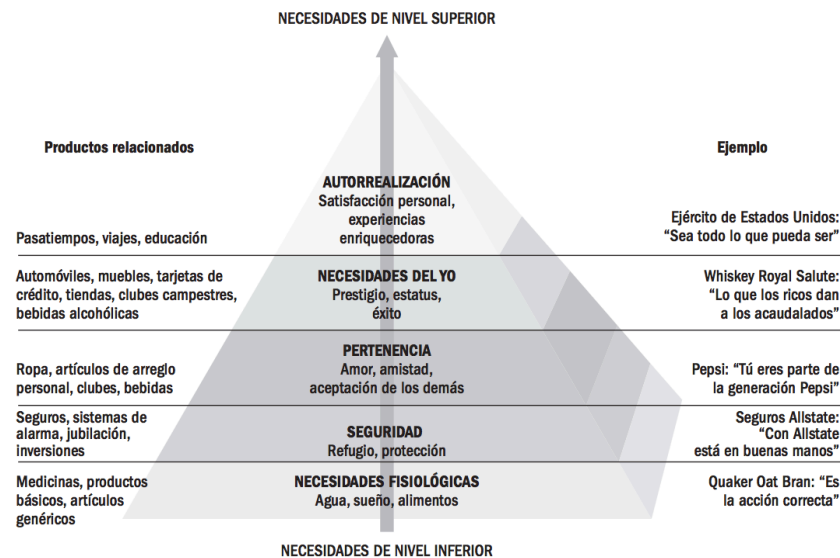 NECESIDADES DE NIVEL SUPERIOR
Productos relacionados
Ejemplo
AUTORREALIZACIÓN
Satisfacción personal,
experiencias
enriquecedoras
Pasatiempos, viajes, educación
Ejército de Estados Unidos:
“Sea todo lo que pueda ser”
Automóviles, muebles, tarjetas de
crédito, tiendas, clubes campestres,
bebidas alcohólicas
NECESIDADES DEL YO
Prestigio, estatus,
éxito
Whiskey Royal Salute:
“Lo que los ricos dan
a los acaudalados”
Ropa, artículos de arreglo
personal, clubes, bebidas
PERTENENCIA
Amor, amistad,
aceptación de los demás
Pepsi: “Tú eres parte de
la generación Pepsi”
Seguros, sistemas de
alarma, jubilación,
inversiones
SEGURIDAD
Refugio, protección
Seguros Allstate:
“Con Allstate
está en buenas manos”
Medicinas, productos
básicos, artículos
genéricos
NECESIDADES FISIOLÓGICAS
Agua, sueño, alimentos
Quaker Oat Bran: “Es
la acción correcta”
NECESIDADES DE NIVEL INFERIOR